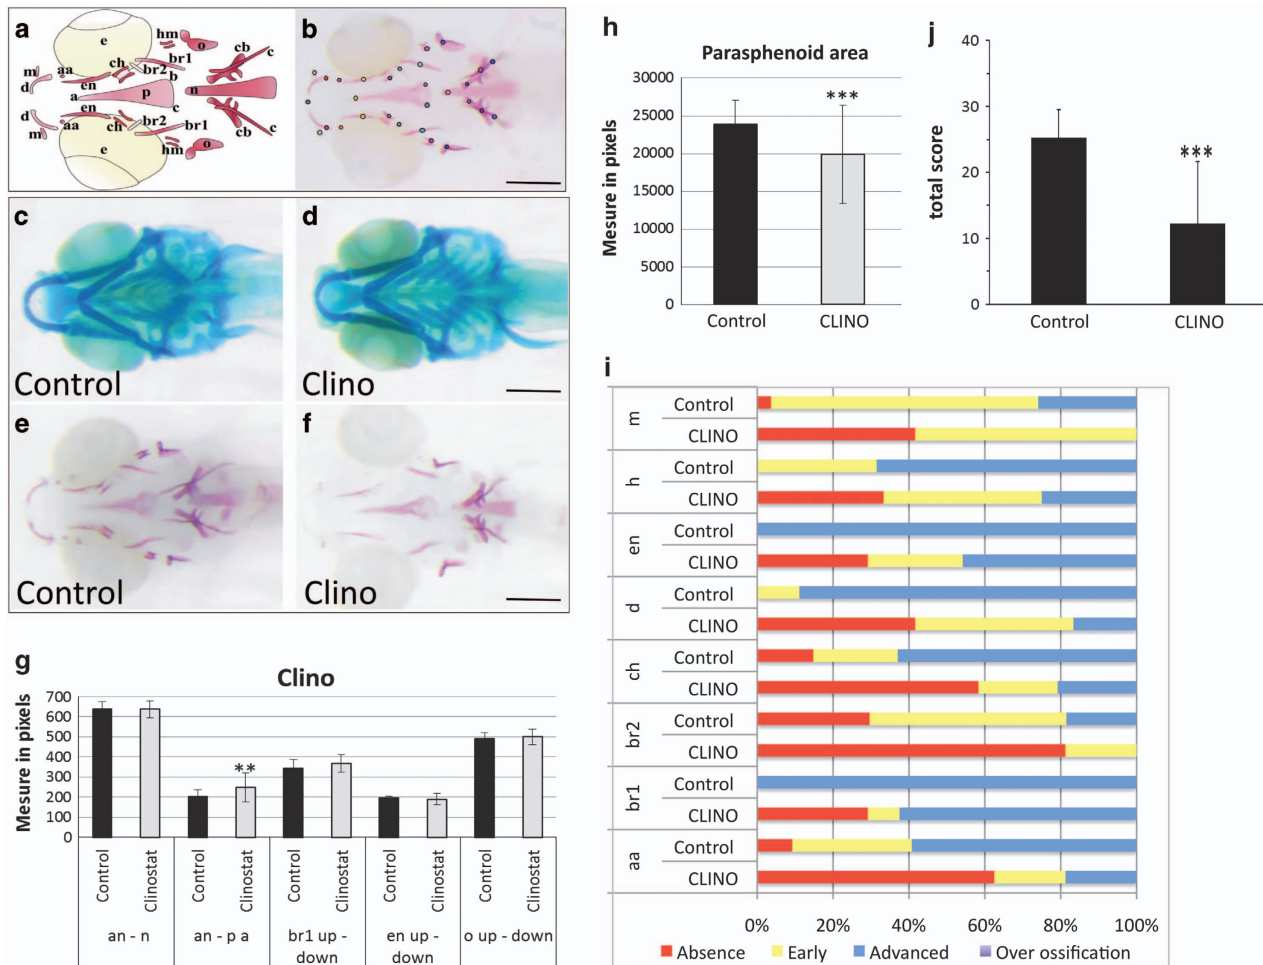 a
e
hm
o
cb
c
m
aa
ch
br1
br2
b
d
en
a
p
n
en
c
d
aa
br2
br1
ch
m
cb
c
e
hm
o
b
c
Control
d
Clino
e
Control
f
Clino
g
Clino
Mesure in pixels
700
600
500
400
300
200
100
0
**
Control
Clinostat
Control
Clinostat
Control
Clinostat
Control
Clinostat
Control
Clinostat
an - n
an - p a
br1 up -
down
en up -
down
o up - down
h
Parasphenoid area
Mesure in pixels
30000
25000
20000
15000
10000
5000
0
***
Control
CLINO
j
total score
40
30
20
10
0
***
Control
CLINO
i
m
Control
CLINO
h
Control
CLINO
en
Control
CLINO
d
Control
CLINO
ch
Control
CLINO
br2
Control
CLINO
br1
Control
CLINO
aa
Control
CLINO
0% 20% 40% 60% 80% 100%
Absence Early Advanced Over ossification